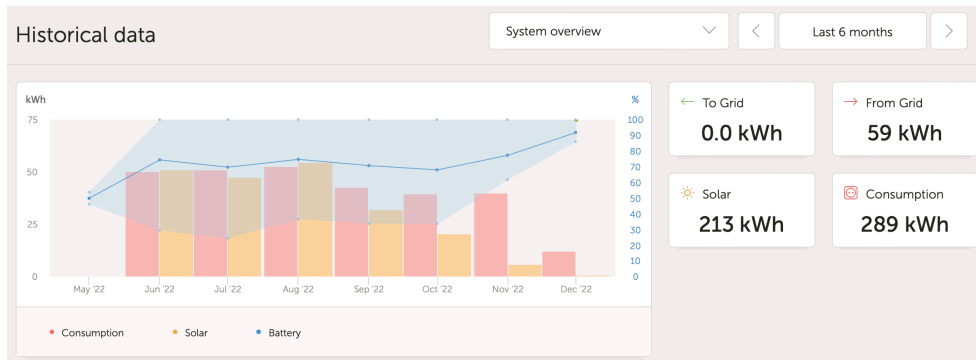 Historical data
System overview
Last 6 months
kWh
%
75
50
25
0
100
90
80
70
60
50
40
30
20
10
0
May '22
Jun '22
Jul '22
Aug '22
Sep '22
Oct '22
Nov '22
Dec '22
Consumption
Solar
Battery
To Grid
0.0 kWh
From Grid
59 kWh
Solar
213 kWh
Consumption
289 kWh